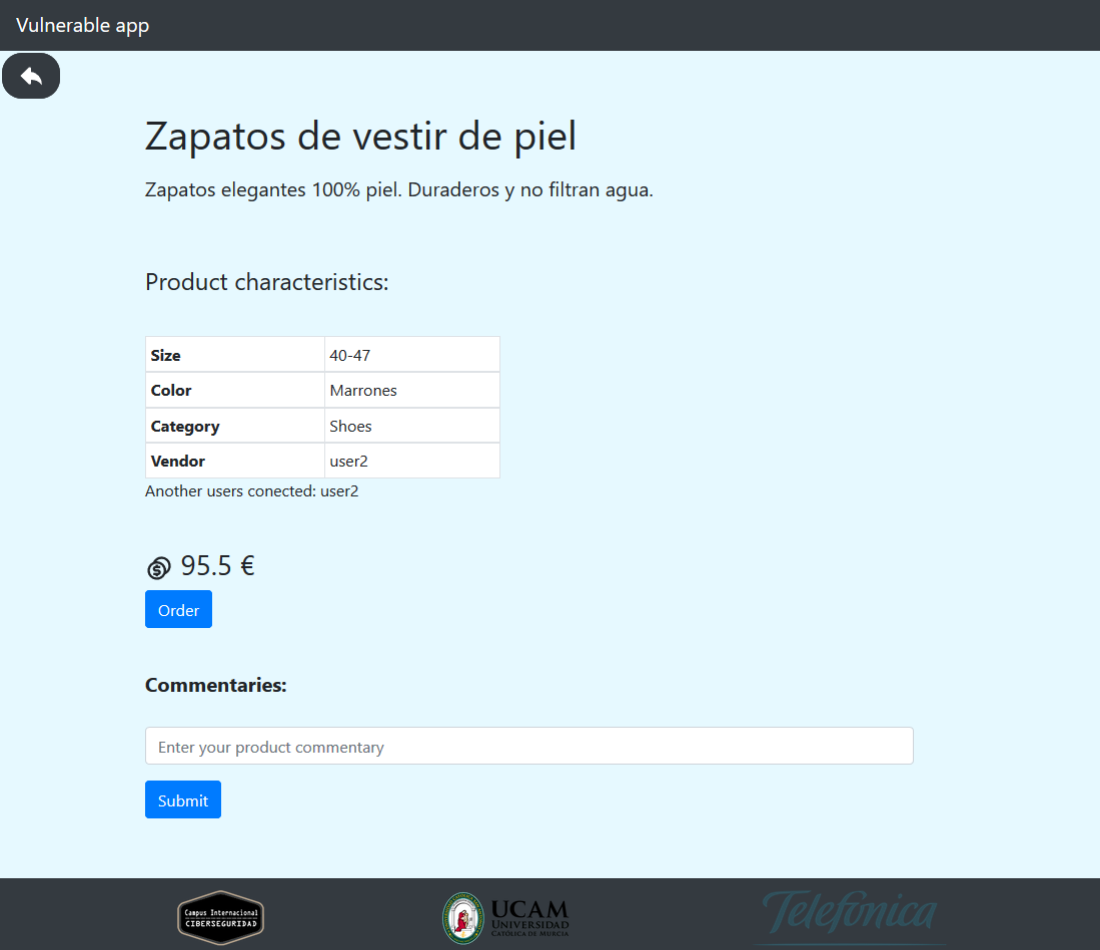 Vulnerable app
Zapatos de vestir de piel
Zapatos elegantes 100% piel. Duraderos y no filtran agua.
Product characteristics:
Size 40-47
Color Marrones
Category Shoes
Vendor user2
Another users conected: user2
95.5 €
Order
Commentaries:
Enter your product commentary
Submit
Campus Internacional
CIBERSEGURIDAD
UCAM
UNIVERSIDAD
CATÓLICA DE MURCIA
Telefónica